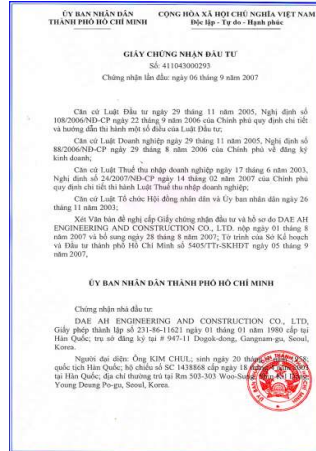 ỦY BAN NHÂN DÂN
THÀNH PHỐ HỒ CHÍ MINH
CỘNG HÒA XÃ HỘI CHỦ NGHĨA VIỆT NAM
Độc lập - Tự do - Hạnh phúc
GIẤY CHỨNG NHẬN ĐẦU TƯ
Số: 411043000293
Chứng nhận lần đầu: ngày 06 tháng 9 năm 2007
Căn cứ Luật Đầu tư ngày 29 tháng 11 năm 2005, Nghị định số
108/2006/NĐ-CP ngày 22 tháng 9 năm 2006 của Chính phủ quy định chi tiết
và hướng dẫn thi hành một số điều của Luật Đầu tư;
Căn cứ Luật Doanh nghiệp ngày 29 tháng 11 năm 2005, Nghị định số
88/2006/NĐ-CP ngày 29 tháng 8 năm 2006 của Chính phủ về đăng ký
kinh doanh;
Căn cứ Luật Thuế thu nhập doanh nghiệp ngày 17 tháng 6 năm 2003,
Nghị định số 24/2007/NĐ-CP ngày 14 tháng 02 năm 2007 của Chính phủ
quy định chi tiết thi hành Luật Thuế thu nhập doanh nghiệp;
Căn cứ Luật Tổ chức Hội đồng nhân dân và Ủy ban nhân dân ngày 26
tháng 11 năm 2003;
Xét Văn bản đề nghị cấp Giấy chứng nhận đầu tư và hồ sơ do DAE AH
ENGINEERING AND CONSTRUCTION CO., LTD. nộp ngày 01 tháng 8
năm 2007 và bổ sung ngày 28 tháng 8 năm 2007; Tờ trình của Sở Kế hoạch
và Đầu tư thành phố Hồ Chí Minh số 5405/TTr-SKHĐT ngày 05 tháng 9
năm 2007,
ỦY BAN NHÂN DÂN THÀNH PHỐ HỒ CHÍ MINH
Chứng nhận nhà đầu tư:
DAE AH ENGINEERING AND CONSTRUCTION CO., LTD,
Giấy phép thành lập số 231-86-11621 ngày 01 tháng 01 năm 1980 cấp tại
Hàn Quốc; trụ sở đăng ký tại # 947-11 Dogok-dong, Gangnam-gu, Seoul,
Korea.
Người đại diện: Ông KIM CHUL; sinh ngày 20 tháng
quốc tịch Hàn Quốc; hộ chiếu số SC 1438868 cấp ngày 18
tại Hàn Quốc; địa chỉ thường trú tại Rm 303-303 Woo-Sung
Young Deung Po-gu, Seoul, Korea.